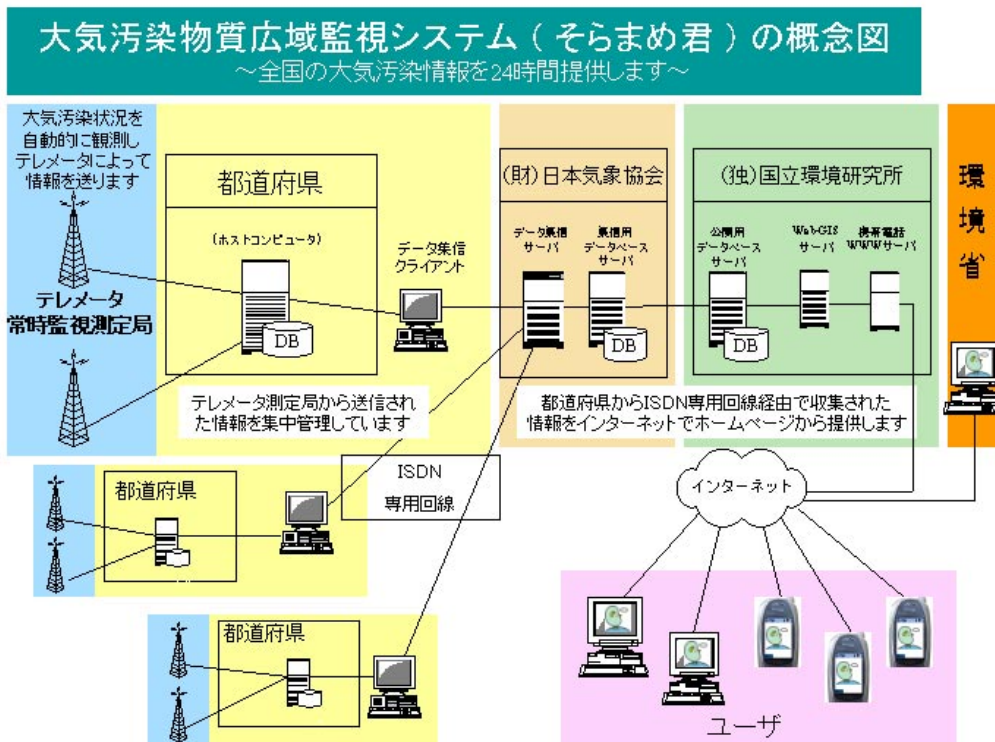 大気汚染物質広域監視システム（そらまめ君）の概念図
～全国の大気汚染情報を24時間提供します～
大気汚染状況を
自動的に観測し
テレメータによって
情報を送ります
テレメータ
常時監視測定局
都道府県
(ホストコンピュータ)
DB
データ集信
クライアント
テレメータ測定局から送信され
た情報を集中管理しています
(財)日本気象協会
データ集信
サーバ
集信用
データベース
サーバ
DB
(独)国立環境研究所
公開用
データベース
サーバ
DB
Web-GIS
サーバ
携帯電話
WWWサーバ
都道府県からISDN専用回線経由で収集された
情報をインターネットでホームページから提供します
環
境
省
都道府県
ISDN
専用回線
インターネット
都道府県
ユーザ